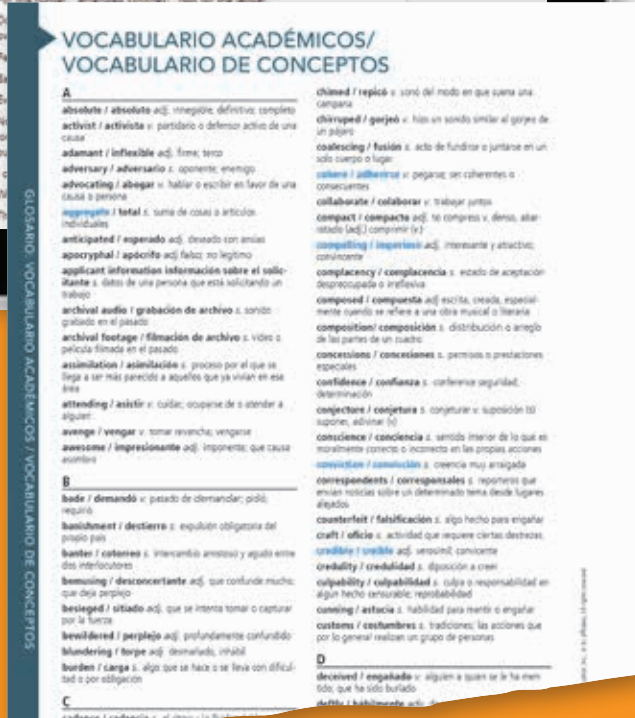 VOCABULARIO ACADÉMICOS/
VOCABULARIO DE CONCEPTOS
A
absolute / absoluto adj. innegable; definitivo; completo
activist / activista v. partidario o defensor activo de una
causa
adamant / inflexible adj. firme; terco
adversary / adversario s. oponente; enemigo
advocating / abogar v. hablar o escribir en favor de una
causa o persona
aggregate / total s. suma de cosas o artículos
individuales
anticipated / esperado adj. deseado con ansias
apocryphal / apócrifo adj falso; no legítimo
applicant information información sobre el solic-
itante s. datos de una persona que está solicitando un
trabajo
archival audio / grabación de archivo s. sonido
grabado en el pasado
archival footage / filmación de archivo s. video o
película filmada en el pasado
assimilation / asimilación s. proceso por el que se
llega a ser más parecido a aquellos que ya vivían en ese
área
attending / asistir v. cuidar; ocuparse de o atender a
alguien
avenge / vengar v. tomar revancha; vengarse
awesome / impresionante adj. imponente; que causa
asombro
B
bade / demandó v. pasado de demandar; pidió;
requirió
banishment / destierro s. expulsión obligatoria del
propio país
banter / cotorreo s. intercambio amistoso y agudo entre
dos interlocutores
bemusing / desconcertante adj. que confunde mucho;
que deja perplejo
besieged / sitiado adj. que se intenta tomar o capturar
por la fuerza
bewildered / perplejo adj. profundamente confundido
blundering / torpe adj. desmañado, inhábil
burden / carga s. algo que se hace o se lleva con dificul-
tad o por obligación
C
chimed / repicó v. sonó del modo en que suena una
campana
chirruped / gorjeó v. hizo un sonido similar al gorjeo de
un pájaro
coalescing / fusión s. acto de fundirse o juntarse en un
solo cuerpo o lugar
cohere / adherirse v. pegarse; ser coherentes o
consecuentes
collaborate / colaborar v. trabajar juntos
compact / compacto adj. to compress v. denso, abar-
rotado (adj.) comprimir (v.)
compelling / imperioso adj. interesante y atractivo;
convincente
complacency / complacencia s. estado de aceptación
despreocupada o irreflexiva
composed / compuesta adj escrita, creada, especial-
mente cuando se refiere a una obra musical o literaria
composition/ composición s. distribución o arreglo
de las partes de un cuadro
concessions / concesiones s. permisos o prestaciones
especiales
confidence / confianza s. conference seguridad;
determinación
conjecture / conjetura s. conjeturar v. suposición (s)
suponer, adivinar (v)
conscience / conciencia s. sentido interior de lo que es
moralmente correcto o incorrecto en las propias acciones
conviction / convicción s. creencia muy arraigada
correspondents / corresponsales s. reporteros que
envían noticias sobre un determinado tema desde lugares
alejados
counterfeit / falsificación s. algo hecho para engañar
craft / oficio s. actividad que requiere ciertas destrezas
credible / creíble adj. verosímil; convicente
credulity / credulidad s. diposición a creer
culpability / culpabilidad s. culpa o responsabilidad en
algún hecho censurable; reprobabilidad
cunning / astucia s. habilidad para mentir o engañar
customs / costumbres s. tradiciones; las acciones que
por lo general realizan un grupo de personas
D
deceived / engañado v. alguien a quien se le ha men-
tido; que ha sido burlado
deftly / hábilmente adv.
GLOSARIO: VOCABULARIO ACADÉMICOS / VOCABULARIO DE CONCEPTOS